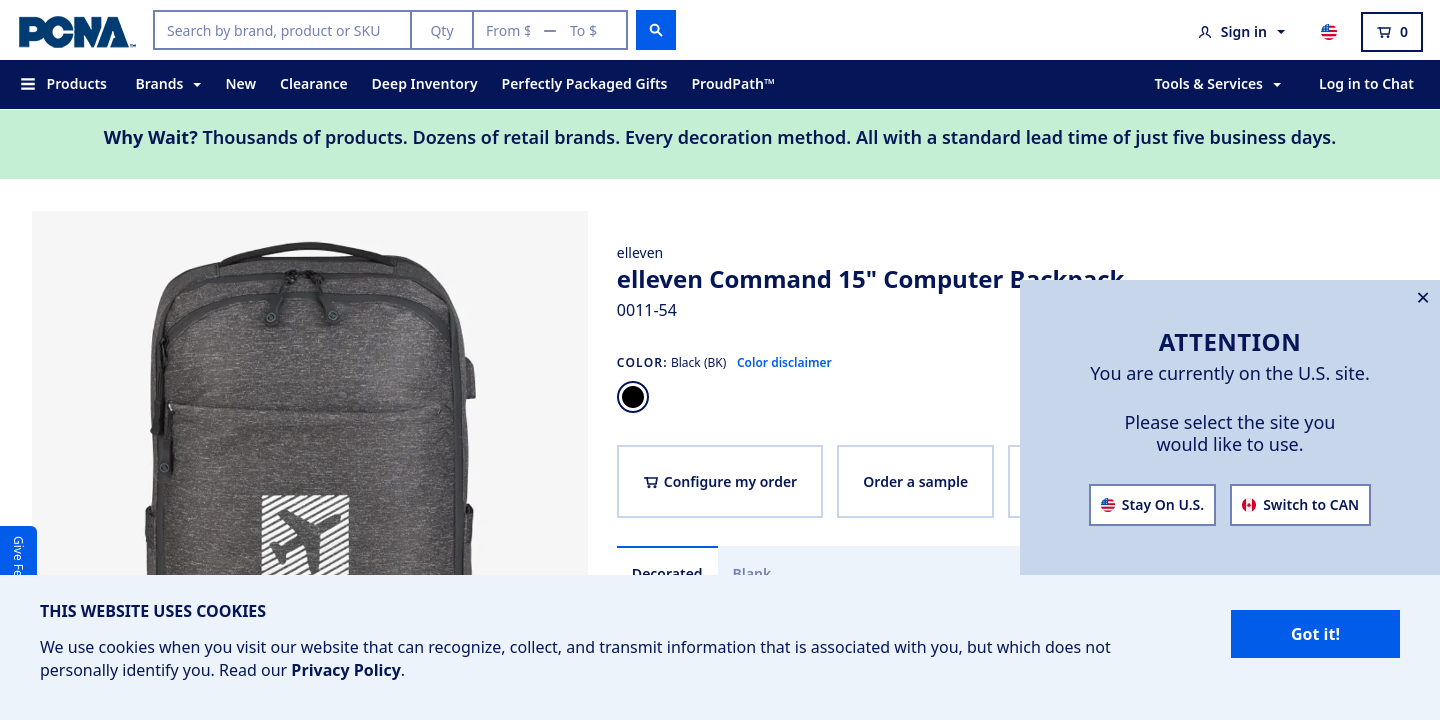 PCNA™
Search by brand, product or SKU
Qty
From $ — To $
Sign in
0
Products
Brands
New
Clearance
Deep Inventory
Perfectly Packaged Gifts
ProudPath™
Tools & Services
Log in to Chat
Why Wait? Thousands of products. Dozens of retail brands. Every decoration method. All with a standard lead time of just five business days.
elleven
elleven Command 15" Computer Backpack
0011-54
COLOR: Black (BK) Color disclaimer
Configure my order
Order a sample
Decorated
Blank
ATTENTION
You are currently on the U.S. site.
Please select the site you
would like to use.
Stay On U.S.
Switch to CAN
Give Fe
THIS WEBSITE USES COOKIES
We use cookies when you visit our website that can recognize, collect, and transmit information that is associated with you, but which does not
personally identify you. Read our Privacy Policy.
Got it!